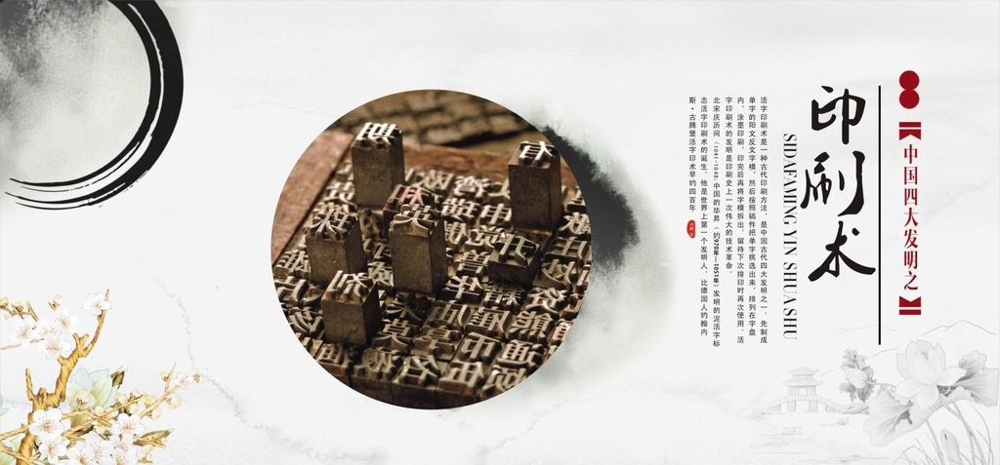 【中国四大发明之】
印刷术
SIDAFAMING YIN SHUA SHU
活字印刷术是一种古代印刷方法，是中国古代四大发明之一。先制成
单字的阳文反文字模，然后按照稿件把单字挑选出来，排列在字盘
内，涂墨印刷，印完后再将字模拆出，留待下次排印时再次使用。活
字印刷术的发明是印刷史上一次伟大的技术革命。
北宋庆历间（1041-1048）中国的毕昇（约970年—1051年）发明的泥活字标
志活字印刷术的诞生。他是世界上第一个发明人，比德国人约翰内
斯·古腾堡活字印术早约四百年。